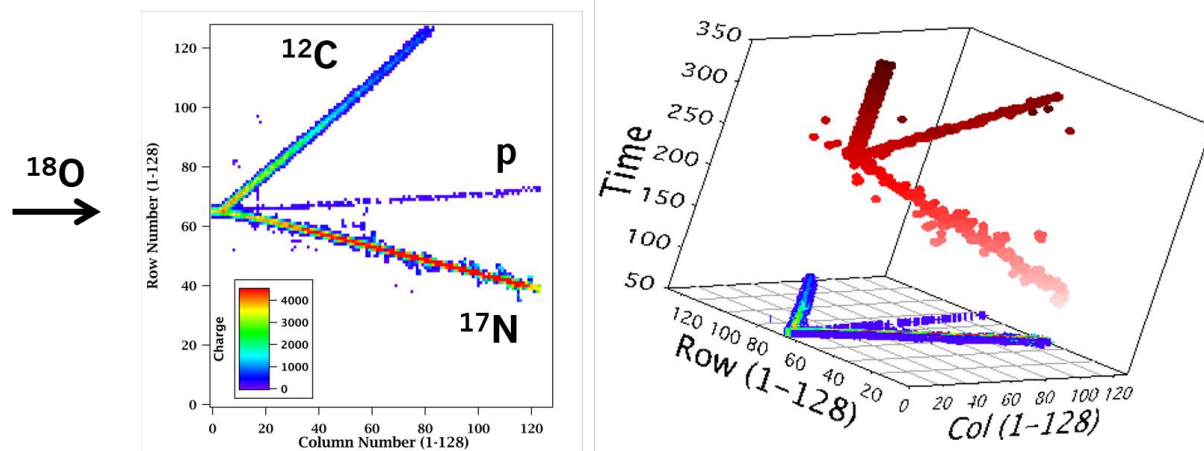 ¹⁸O
Row Number (1-128)
120
100
80
60
40
20
0
¹²C
p
¹⁷N
Charge
4000
3000
2000
1000
0
0 20 40 60 80 100 120
Column Number (1-128)
Time
350
300
250
200
150
100
50
120 100 80 60 40 20 0
Row (1-128)
20 40 60 80 100 120
Col (1-128)